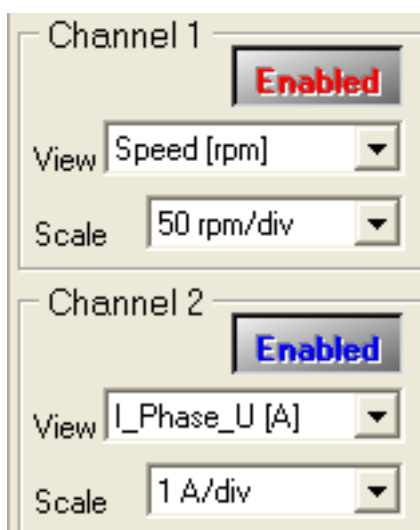 Channel 1
Enabled
View Speed [rpm]
Scale 50 rpm/div
Channel 2
Enabled
View I_Phase_U [A]
Scale 1 A/div